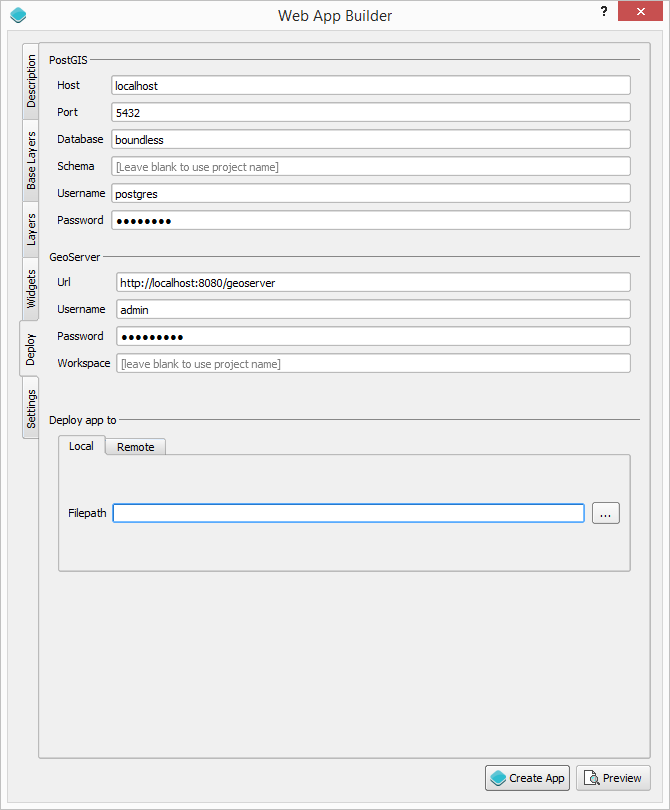 Web App Builder
?
Description
Base Layers
Layers
Widgets
Deploy
Settings
PostGIS
Host localhost
Port 5432
Database boundless
Schema [Leave blank to use project name]
Username postgres
Password ●●●●●●●●
GeoServer
Url http://localhost:8080/geoserver
Username admin
Password ●●●●●●●●●
Workspace [leave blank to use project name]
Deploy app to
Local Remote
Filepath ...
Create App Preview